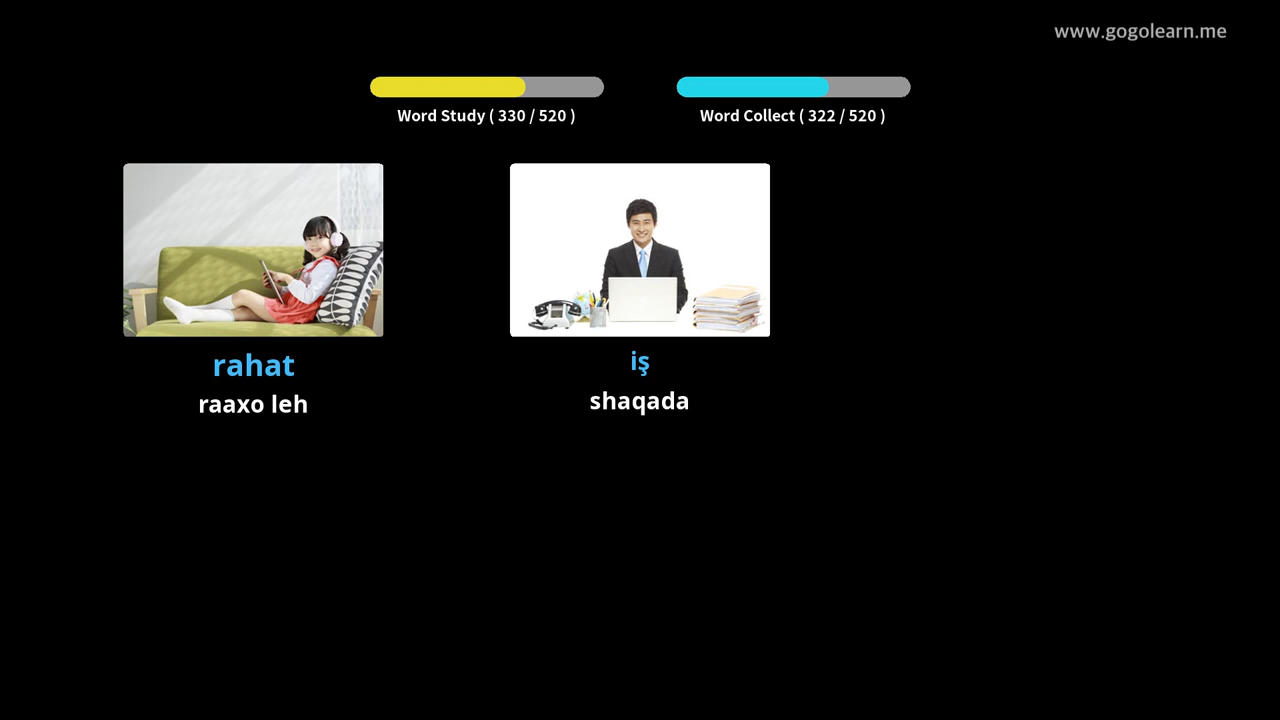 www.gogolearn.me
Word Study ( 330 / 520 )
Word Collect ( 322 / 520 )
rahat
raaxo leh
iş
shaqada